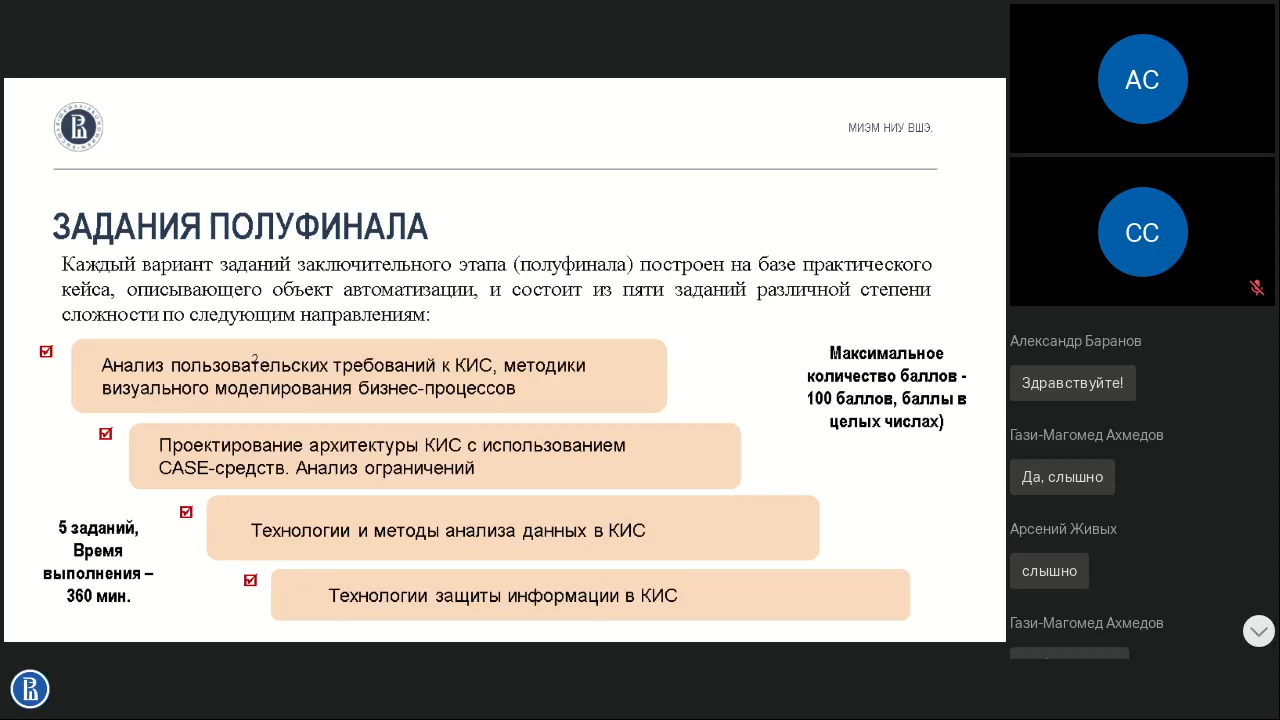 МИЭМ НИУ ВШЭ.
ЗАДАНИЯ ПОЛУФИНАЛА
Каждый вариант заданий заключительного этапа (полуфинала) построен на базе практического
кейса, описывающего объект автоматизации, и состоит из пяти заданий различной степени
сложности по следующим направлениям:
2
Анализ пользовательских требований к КИС, методики
визуального моделирования бизнес-процессов
Проектирование архитектуры КИС с использованием
CASE-средств. Анализ ограничений
Технологии и методы анализа данных в КИС
Технологии защиты информации в КИС
Максимальное
количество баллов -
100 баллов, баллы в
целых числах)
5 заданий,
Время
выполнения –
360 мин.
АС
СС
Александр Баранов
Здравствуйте!
Гази-Магомед Ахмедов
Да, слышно
Арсений Живых
слышно
Гази-Магомед Ахмедов